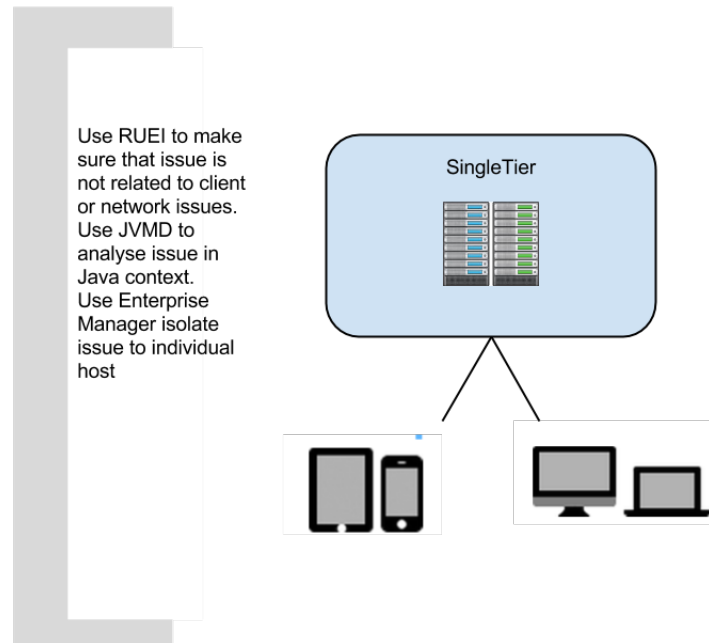 Use RUEI to make
sure that issue is
not related to client
or network issues.
Use JVMD to
analyse issue in
Java context.
Use Enterprise
Manager isolate
issue to individual
host
SingleTier